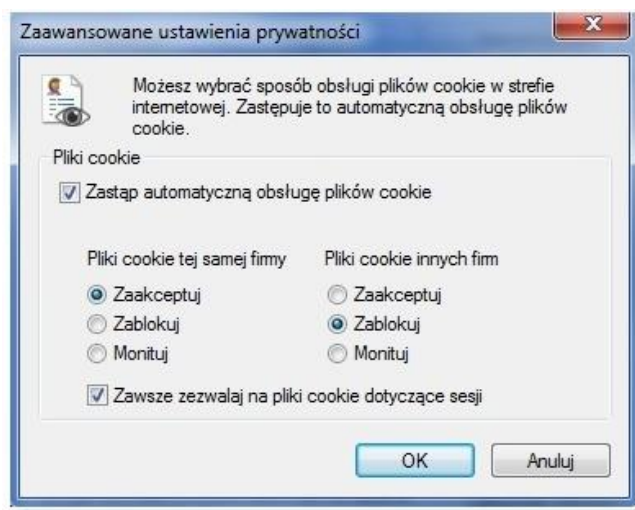 Zaawansowane ustawienia prywatności
Możesz wybrać sposób obsługi plików cookie w strefie
internetowej. Zastępuje to automatyczną obsługę plików
cookie.
Pliki cookie
Zastąp automatyczną obsługę plików cookie
Pliki cookie tej samej firmy
Zaakceptuj
Zablokuj
Monituj
Pliki cookie innych firm
Zaakceptuj
Zablokuj
Monituj
Zawsze zezwalaj na pliki cookie dotyczące sesji
OK
Anuluj